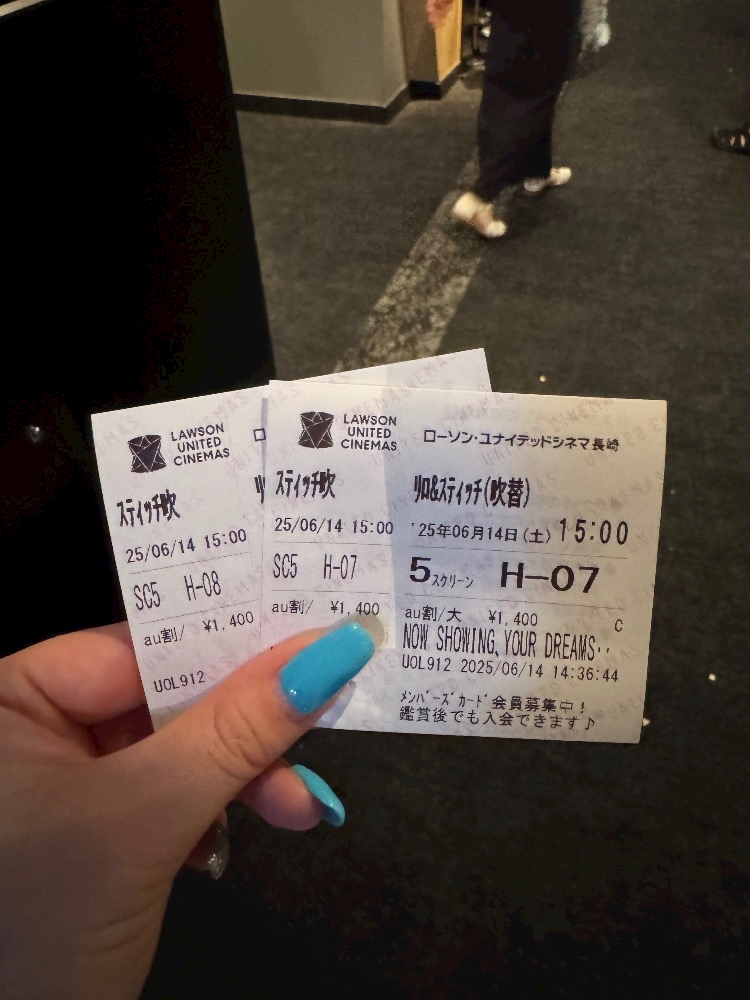 LAWSON
UNITED
CINEMAS
スティッチ吹
25/06/14 15:00
SC5 H-08
au割/ ¥1,400
UOL912
LAWSON
UNITED
CINEMAS
スティッチ吹
25/06/14 15:00
SC5 H-07
au割/ ¥1,400
ローソン・ユナイテッドシネマ長崎
リロ&スティッチ(吹替)
'25年06月14日(土) 15:00
5スクリーン H-07
au割/大 ¥1,400 C
NOW SHOWING,YOUR DREAMS··
UOL912 2025/06/14 14:36:44
メンバーズカード会員募集中!
鑑賞後でも入会できます♪